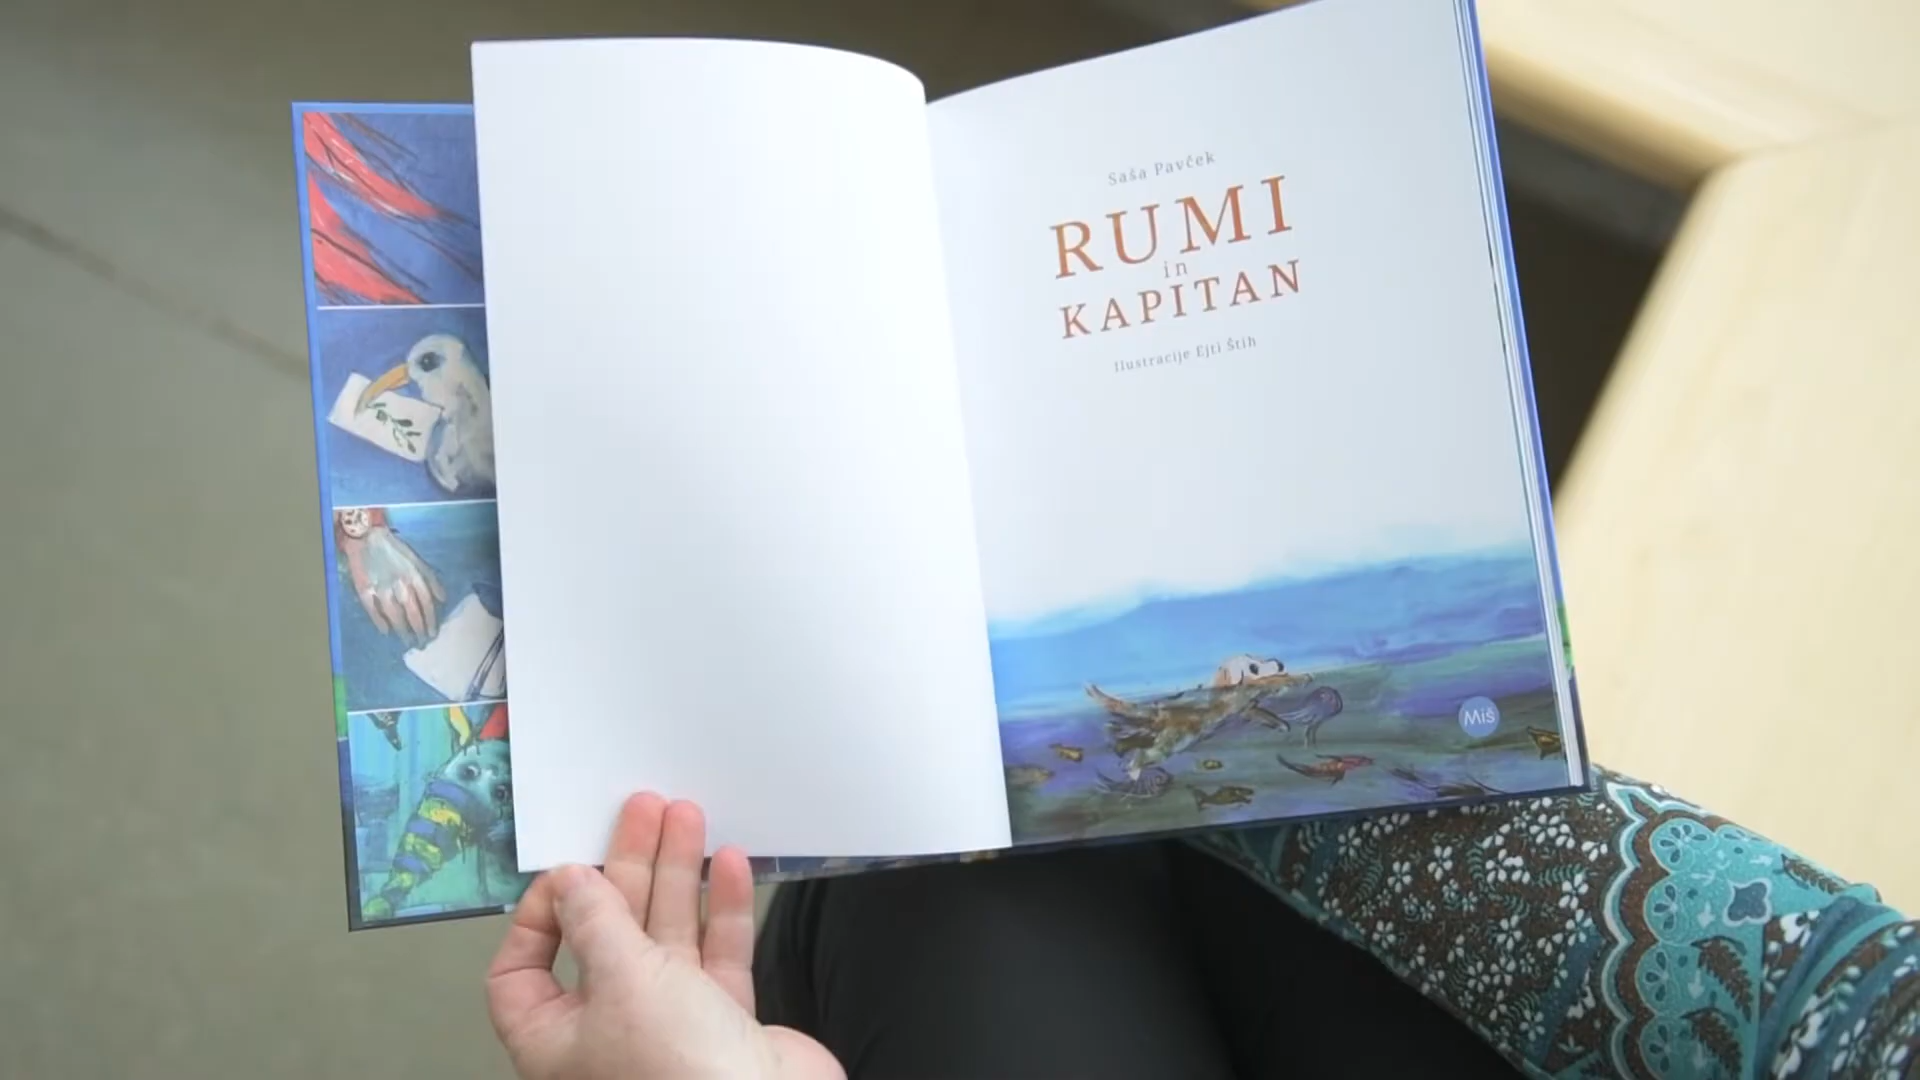 Saša Pavček
RUMI
in
KAPITAN
Ilustracije Ejti Štih
Miš